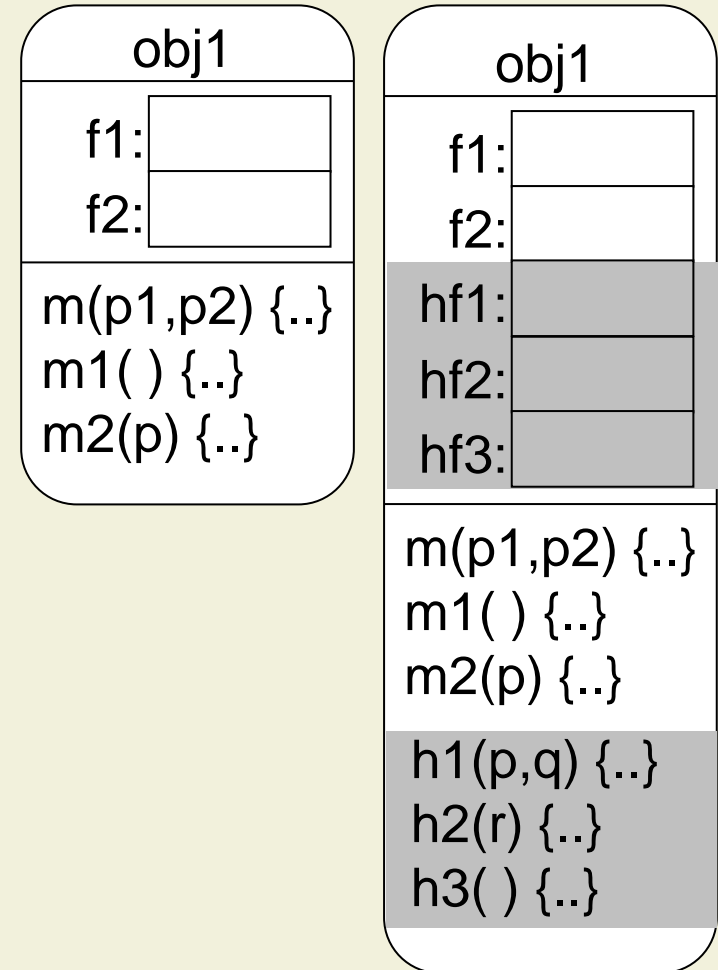 obj1
f1:
f2:
m(p1,p2) {..}
m1( ) {..}
m2(p) {..}
obj1
f1:
f2:
hf1:
hf2:
hf3:
m(p1,p2) {..}
m1( ) {..}
m2(p) {..}
h1(p,q) {..}
h2(r) {..}
h3( ) {..}